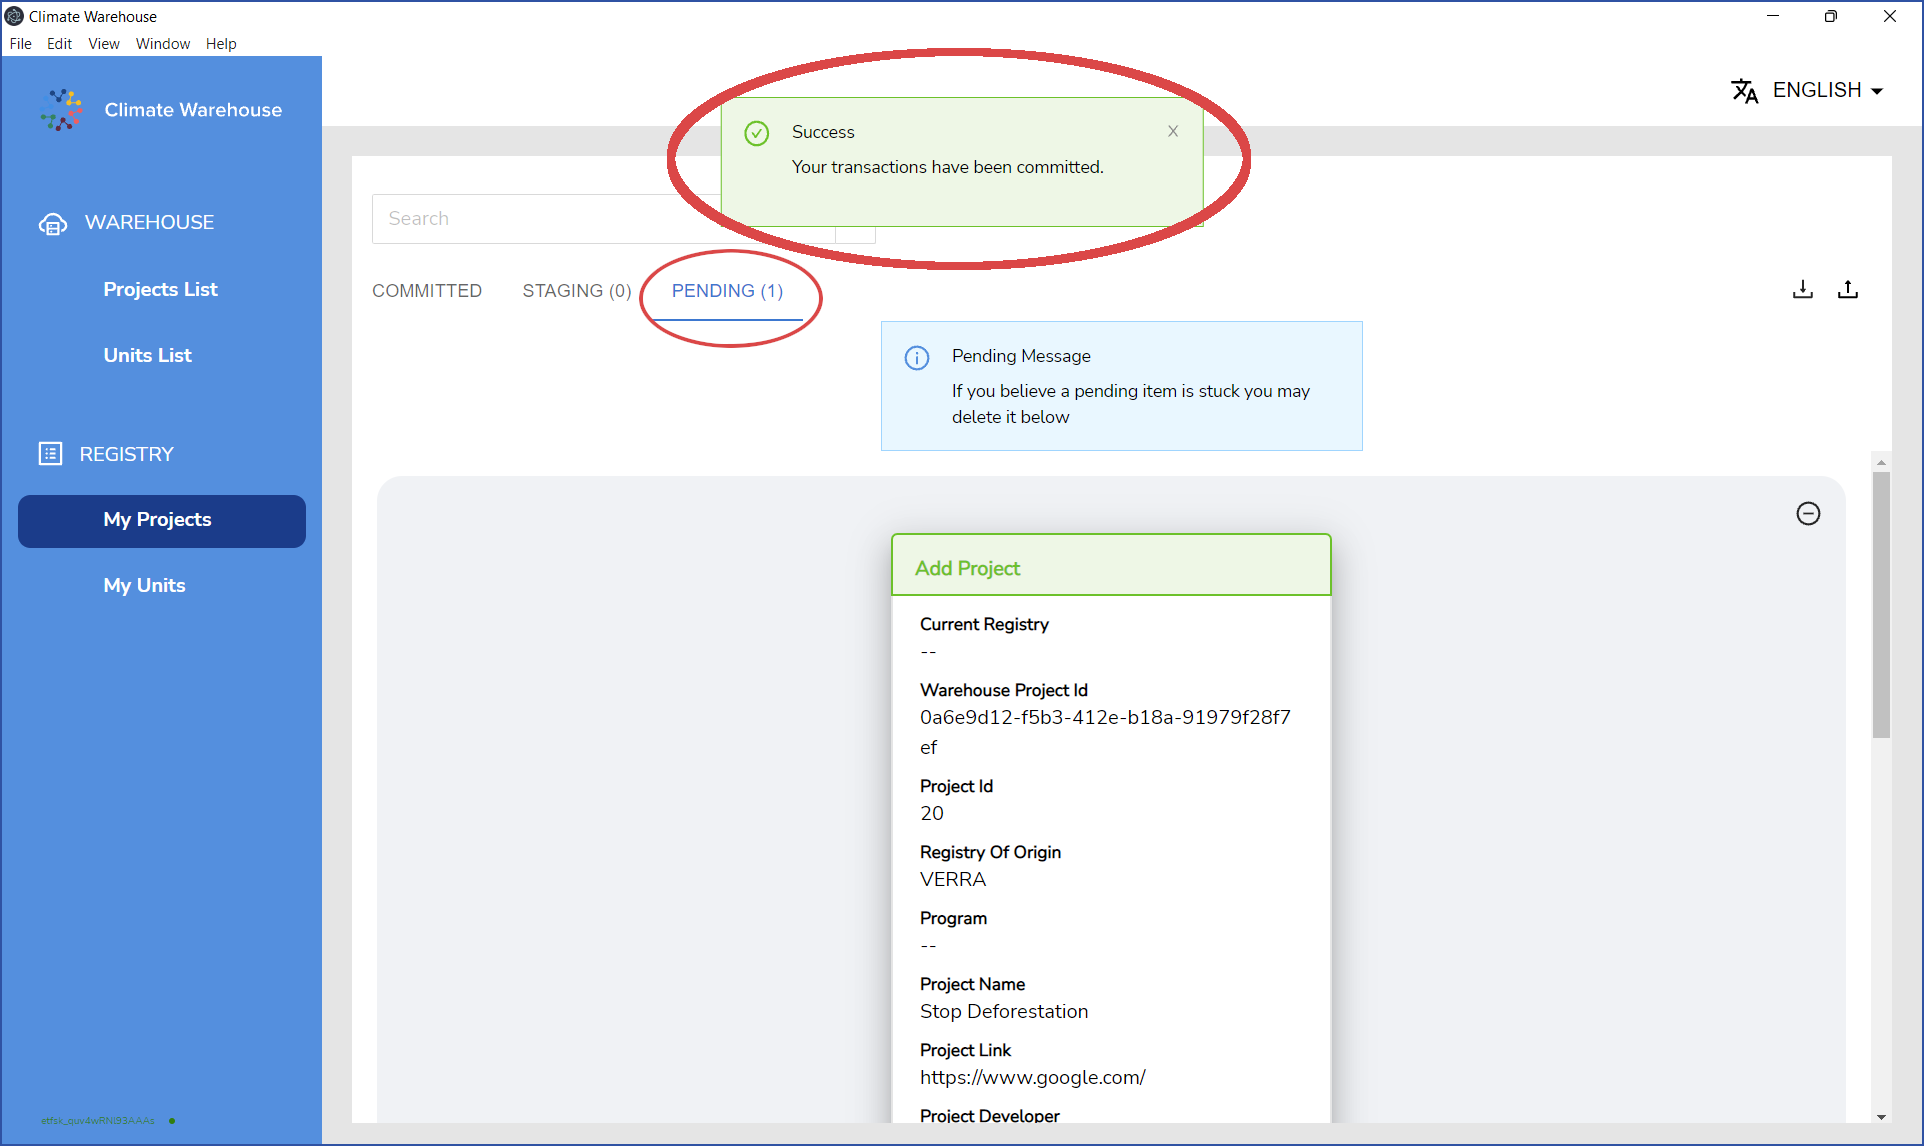 Climate Warehouse
File Edit View Window Help
Climate Warehouse
ENGLISH
Success
X
Your transactions have been committed.
WAREHOUSE
Projects List
Units List
REGISTRY
My Projects
My Units
Search
COMMITTED STAGING (0) PENDING (1)
Pending Message
If you believe a pending item is stuck you may
delete it below
Add Project
Current Registry
--
Warehouse Project Id
0a6e9d12-f5b3-412e-b18a-91979f28f7
ef
Project Id
20
Registry Of Origin
VERRA
Program
--
Project Name
Stop Deforestation
Project Link
https://www.google.com/
Project Developer